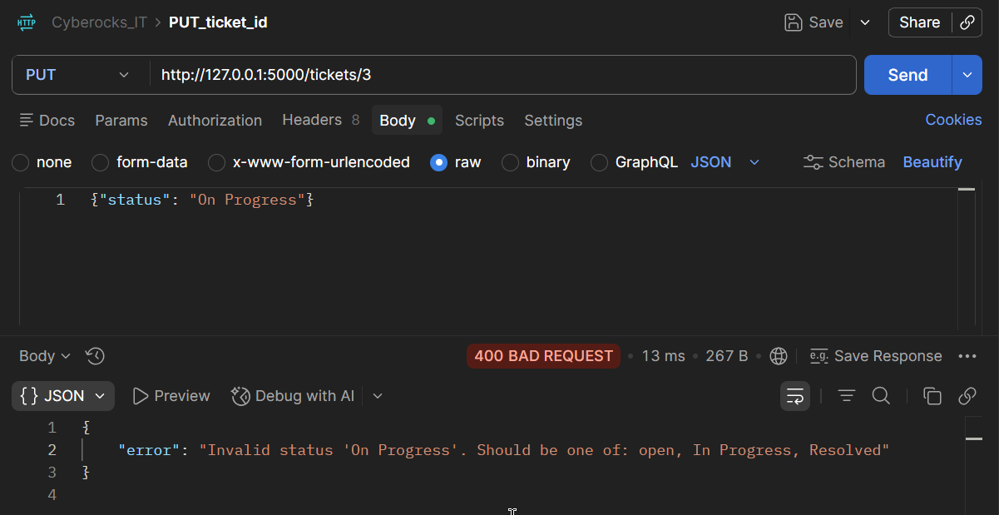 HTTP Cyberocks_IT > PUT_ticket_id Save Share
PUT http://127.0.0.1:5000/tickets/3 Send
Docs Params Authorization Headers 8 Body Scripts Settings Cookies
none form-data x-www-form-urlencoded raw binary GraphQL JSON Schema Beautify
1 {"status": "On Progress"}
Body 400 BAD REQUEST • 13 ms • 267 B • e.g. Save Response •••
{} JSON Preview Debug with AI
1 {
2 "error": "Invalid status 'On Progress'. Should be one of: open, In Progress, Resolved"
3 }
4